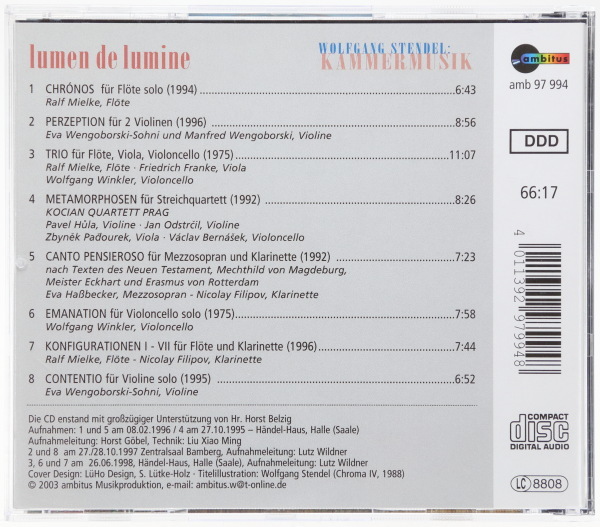 lumen de lumine
WOLFGANG STENDEL:
KAMMERMUSIK
1 CHRÓNOS für Flöte solo (1994) 6:43
Ralf Mielke, Flöte
2 PERZEPTION für 2 Violinen (1996) 8:56
Eva Wengoborski-Sohni und Manfred Wengoborski, Violine
3 TRIO für Flöte, Viola, Violoncello (1975) 11:07
Ralf Mielke, Flöte · Friedrich Franke, Viola
Wolfgang Winkler, Violoncello
4 METAMORPHOSEN für Streichquartett (1992) 8:26
KOCIAN QUARTETT PRAG
Pavel Hůla, Violine · Jan Odstrčil, Violine
Zbyněk Paďourek, Viola · Václav Bernášek, Violoncello
5 CANTO PENSIEROSO für Mezzosopran und Klarinette (1992) 7:23
nach Texten des Neuen Testament, Mechthild von Magdeburg,
Meister Eckhart und Erasmus von Rotterdam
Eva Haßbecker, Mezzosopran - Nicolay Filipov, Klarinette
6 EMANATION für Violoncello solo (1975) 7:58
Wolfgang Winkler, Violoncello
7 KONFIGURATIONEN I - VII für Flöte und Klarinette (1996) 7:44
Ralf Mielke, Flöte - Nicolay Filipov, Klarinette
8 CONTENTIO für Violine solo (1995) 6:52
Eva Wengoborski-Sohni, Violine
Die CD enstand mit großzügiger Unterstützung von Hr. Horst Belzig
Aufnahmen: 1 und 5 am 08.02.1996 / 4 am 27.10.1995 – Händel-Haus, Halle (Saale)
Aufnahmeleitung: Horst Göbel, Technik: Liu Xiao Ming
2 und 8 am 27./28.10.1997 Zentralsaal Bamberg, Aufnahmeleitung: Lutz Wildner
3, 6 und 7 am 26.06.1998, Händel-Haus, Halle (Saale), Aufnahmeleitung: Lutz Wildner
Cover Design: LüHo Design, S. Lütke-Holz · Titelillustration: Wolfgang Stendel (Chroma IV, 1988)
© 2003 ambitus Musikproduktion, e-mail: ambitus.w@t-online.de
ambitus
amb 97 994
DDD
66:17
4 011392 979948
COMPACT
disc
DIGITAL AUDIO
LC 8808